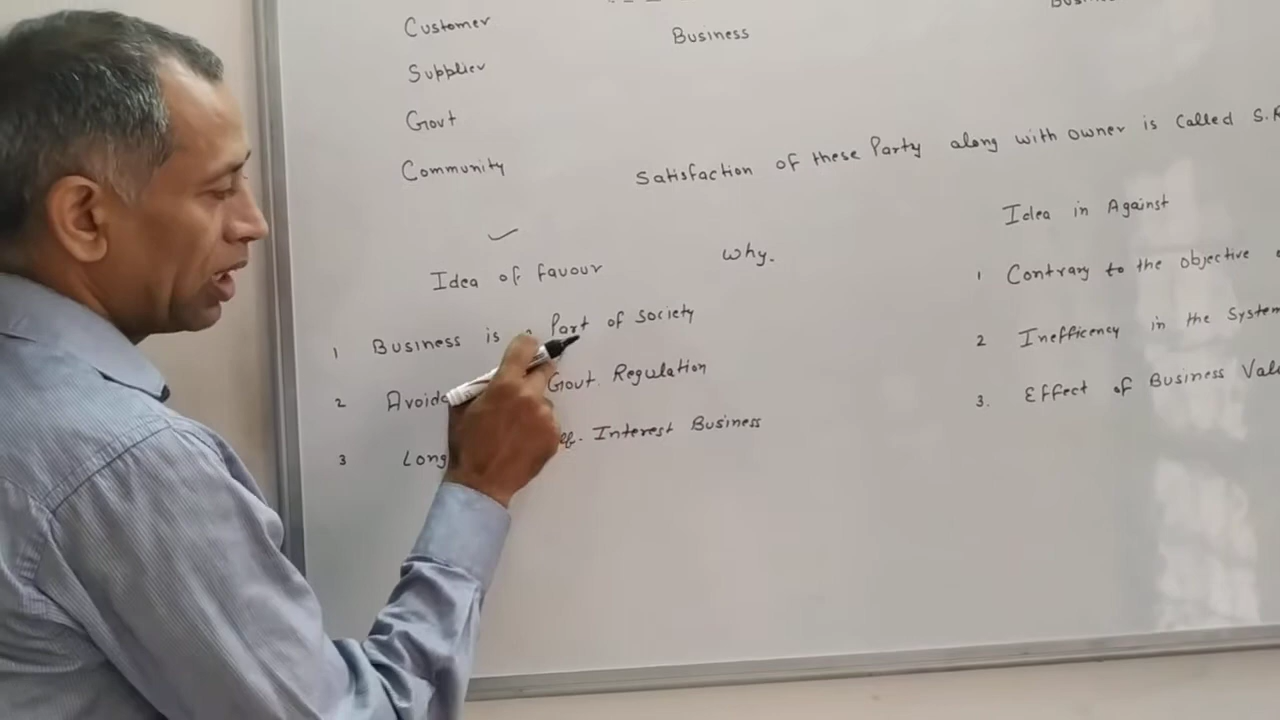 Customer
Business
Supplier
Govt
Community
Satisfaction of these Party along with owner is called S.R
Idea in Against
Idea of favour
why.
1 Contrary to the objective
1 Business is Part of society
2 Inefficency in the System
2 Govt. Regulation
3. Effect of Business
3 Long Interest Business